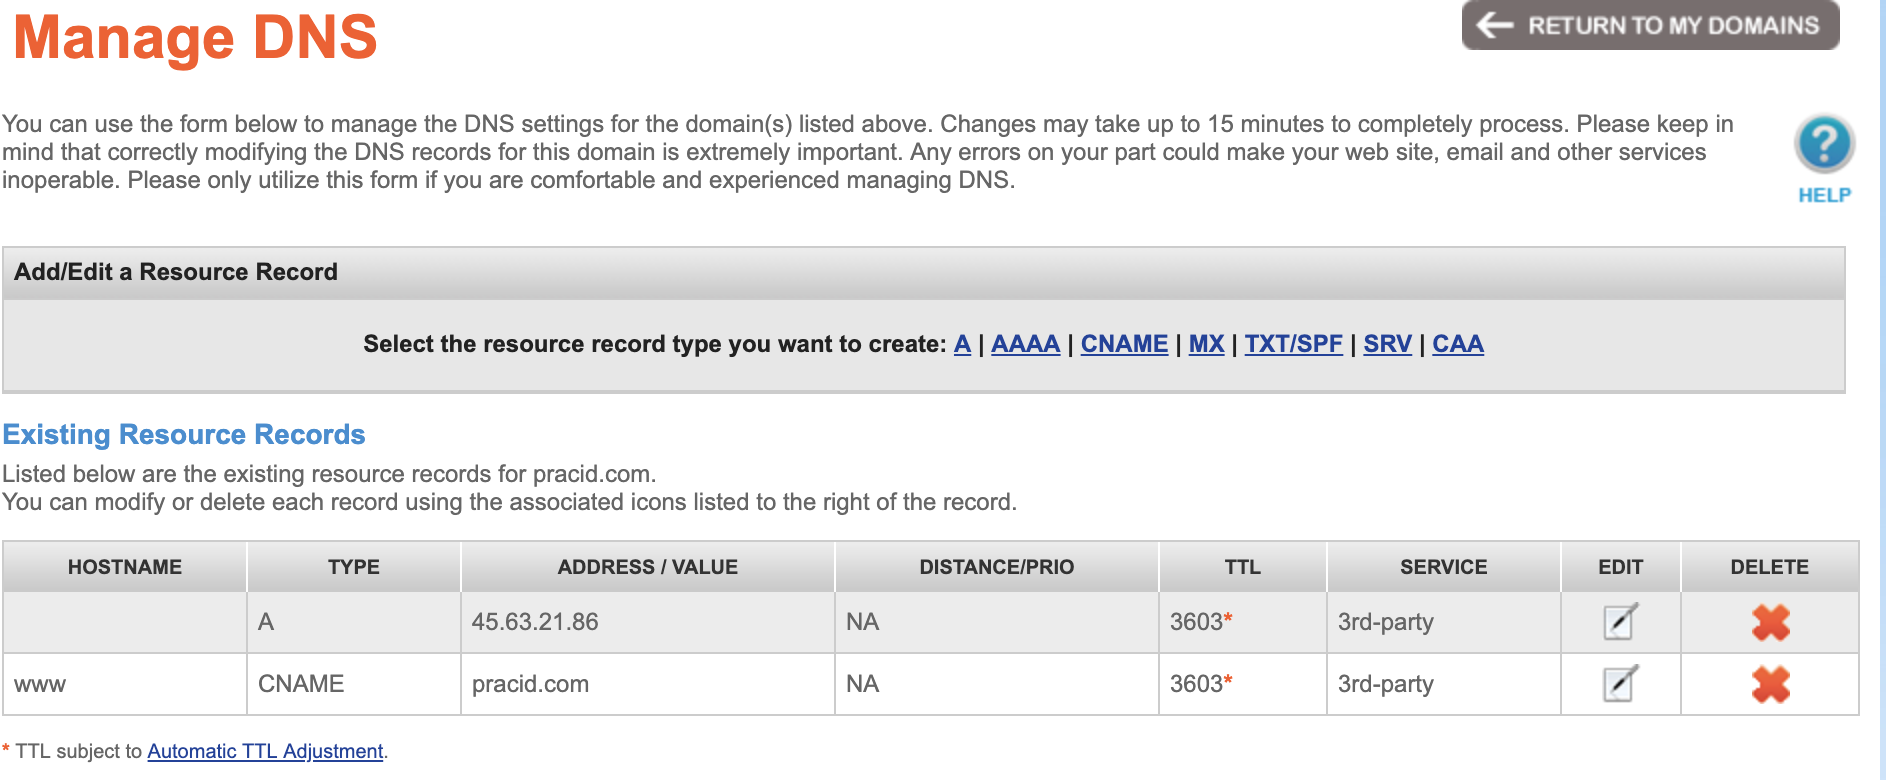 Manage DNS
RETURN TO MY DOMAINS
You can use the form below to manage the DNS settings for the domain(s) listed above. Changes may take up to 15 minutes to completely process. Please keep in
mind that correctly modifying the DNS records for this domain is extremely important. Any errors on your part could make your web site, email and other services
inoperable. Please only utilize this form if you are comfortable and experienced managing DNS.
?
HELP
Add/Edit a Resource Record
Select the resource record type you want to create: A | AAAA | CNAME | MX | TXT/SPF | SRV | CAA
Existing Resource Records
Listed below are the existing resource records for pracid.com.
You can modify or delete each record using the associated icons listed to the right of the record.
HOSTNAME TYPE ADDRESS / VALUE DISTANCE/PRIO TTL SERVICE EDIT DELETE
A 45.63.21.86 NA 3603* 3rd-party
www CNAME pracid.com NA 3603* 3rd-party
* TTL subject to Automatic TTL Adjustment.